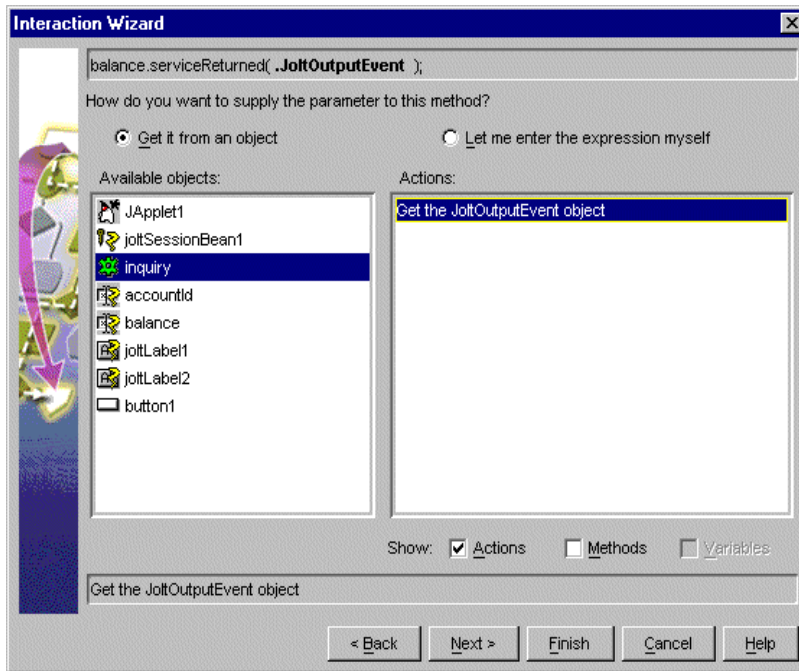 Interaction Wizard
balance.serviceReturned( .JoltOutputEvent );
How do you want to supply the parameter to this method?
Get it from an object
Let me enter the expression myself
Available objects:
Actions:
JApplet1
joltSessionBean1
inquiry
accountId
balance
joltLabel1
joltLabel2
button1
Get the JoltOutputEvent object
Show: Actions Methods Variables
Get the JoltOutputEvent object
< Back Next > Finish Cancel Help